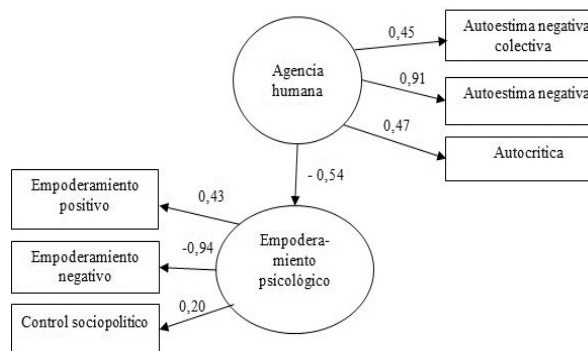 0,45
Autoestima negativa
colectiva
Agencia
humana
0,91
Autoestima negativa
0,47
Autocritica
- 0,54
Empoderamiento
positivo
0,43
Empodera-
miento
psicológico
Empoderamiento
negativo
-0,94
0,20
Control sociopolítico